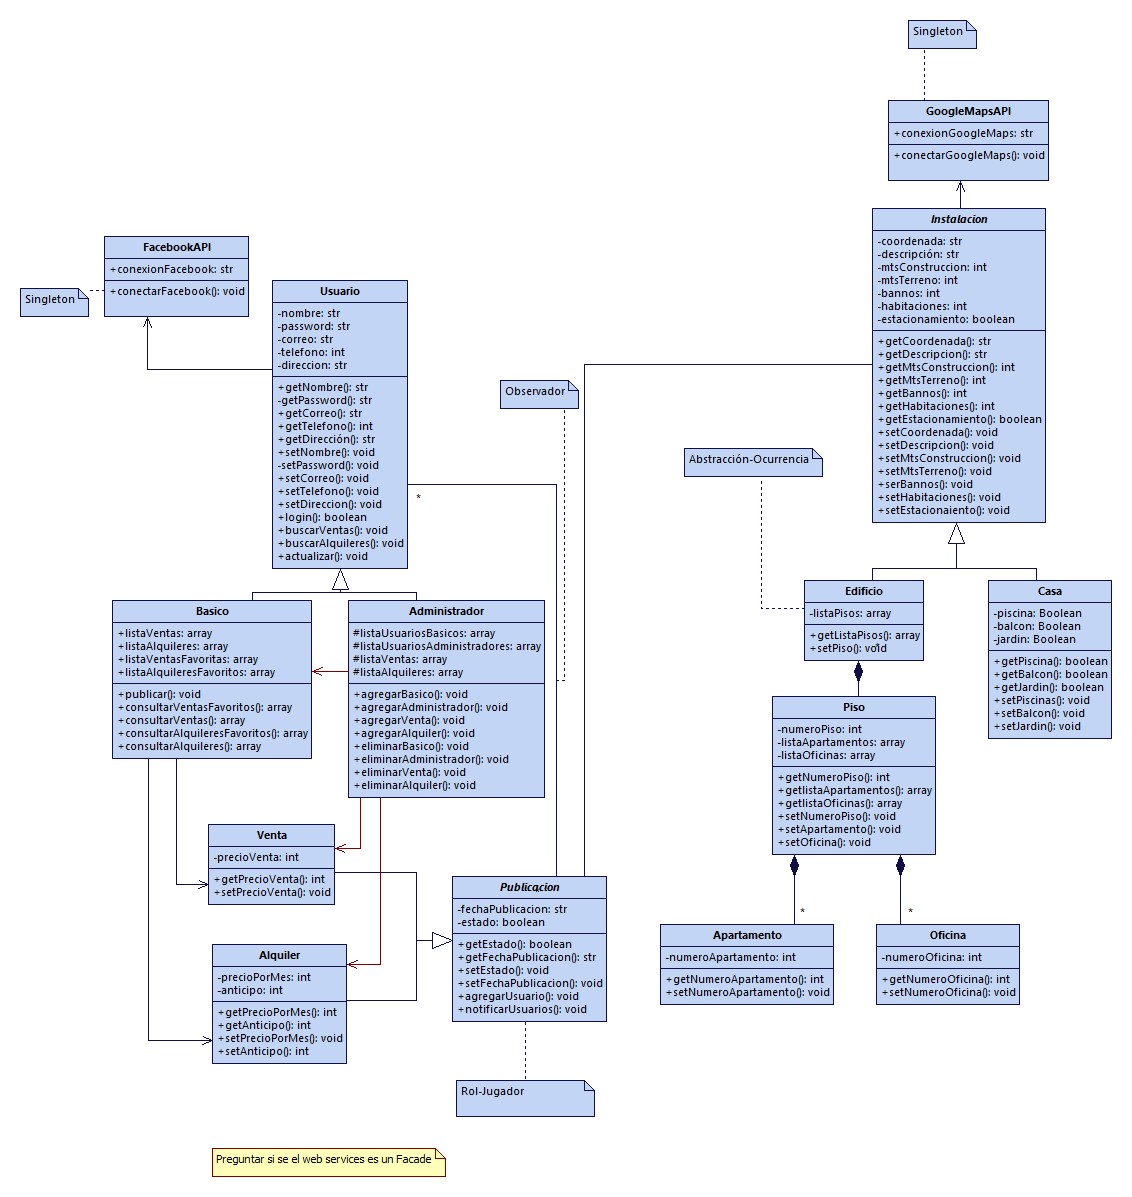 Singleton
GoogleMapsAPI
+conexionGoogleMaps: str
+conectarGoogleMaps(): void
Instalacion
-coordenada: str
-descripción: str
-mtsConstruccion: int
-mtsTerreno: int
-bannos: int
-habitaciones: int
-estacionamiento: boolean
+getCoordenada(): str
+getDescripcion(): str
+getMtsConstruccion(): int
+getMtsTerreno(): int
+getBannos(): int
+getHabitaciones(): int
+getEstacionamiento(): boolean
+setCoordenada(): void
+setDescripcion(): void
+setMtsConstruccion(): void
+setMtsTerreno(): void
+serBannos(): void
+setHabitaciones(): void
+setEstacionaiento(): void
FacebookAPI
+conexionFacebook: str
+conectarFacebook(): void
Singleton
Usuario
-nombre: str
-password: str
-correo: str
-telefono: int
-direccion: str
+getNombre(): str
-getPassword(): str
+getCorreo(): str
+getTelefono(): int
+getDirección(): str
+setNombre(): void
-setPassword(): void
+setCorreo(): void
+setTelefono(): void
+setDireccion(): void
+login(): boolean
+buscarVentas(): void
+buscarAlquileres(): void
+actualizar(): void
*
Observador
Abstracción-Ocurrencia
Basico
+listaVentas: array
+listaAlquileres: array
+listaVentasFavoritas: array
+listaAlquileresFavoritos: array
+publicar(): void
+consultarVentasFavoritos(): array
+consultarVentas(): array
+consultarAlquileresFavoritos(): array
+consultarAlquileres(): array
Administrador
#listaUsuariosBasicos: array
#listaUsuariosAdministradores: array
#listaVentas: array
#listaAlquileres: array
+agregarBasico(): void
+agregarAdministrador(): void
+agregarVenta(): void
+agregarAlquiler(): void
+eliminarBasico(): void
+eliminarAdministrador(): void
+eliminarVenta(): void
+eliminarAlquiler(): void
Edificio
-listaPisos: array
+getListaPisos(): array
+setPiso(): void
Casa
-piscina: Boolean
-balcon: Boolean
-jardin: Boolean
+getPiscina(): boolean
+getBalcon(): boolean
+getJardin(): boolean
+setPiscinas(): void
+setBalcon(): void
+setJardin(): void
Piso
-numeroPiso: int
-listaApartamentos: array
-listaOficinas: array
+getNumeroPiso(): int
+getlistaApartamentos(): array
+getlistaOficinas(): array
+setNumeroPiso(): void
+setApartamento(): void
+setOficina(): void
*
*
Venta
-precioVenta: int
+getPrecioVenta(): int
+setPrecioVenta(): void
Publicacion
-fechaPublicacion: str
-estado: boolean
+getEstado(): boolean
+getFechaPublicacion(): str
+setEstado(): void
+setFechaPublicacion(): void
+agregarUsuario(): void
+notificarUsuarios(): void
Apartamento
-numeroApartamento: int
+getNumeroApartamento(): int
+setNumeroApartamento(): void
Oficina
-numeroOficina: int
+getNumeroOficina(): int
+setNumeroOficina(): void
Alquiler
-precioPorMes: int
-anticipo: int
+getPrecioPorMes(): int
+getAnticipo(): int
+setPrecioPorMes(): void
+setAnticipo(): int
Rol-Jugador
Preguntar si se el web services es un Facade